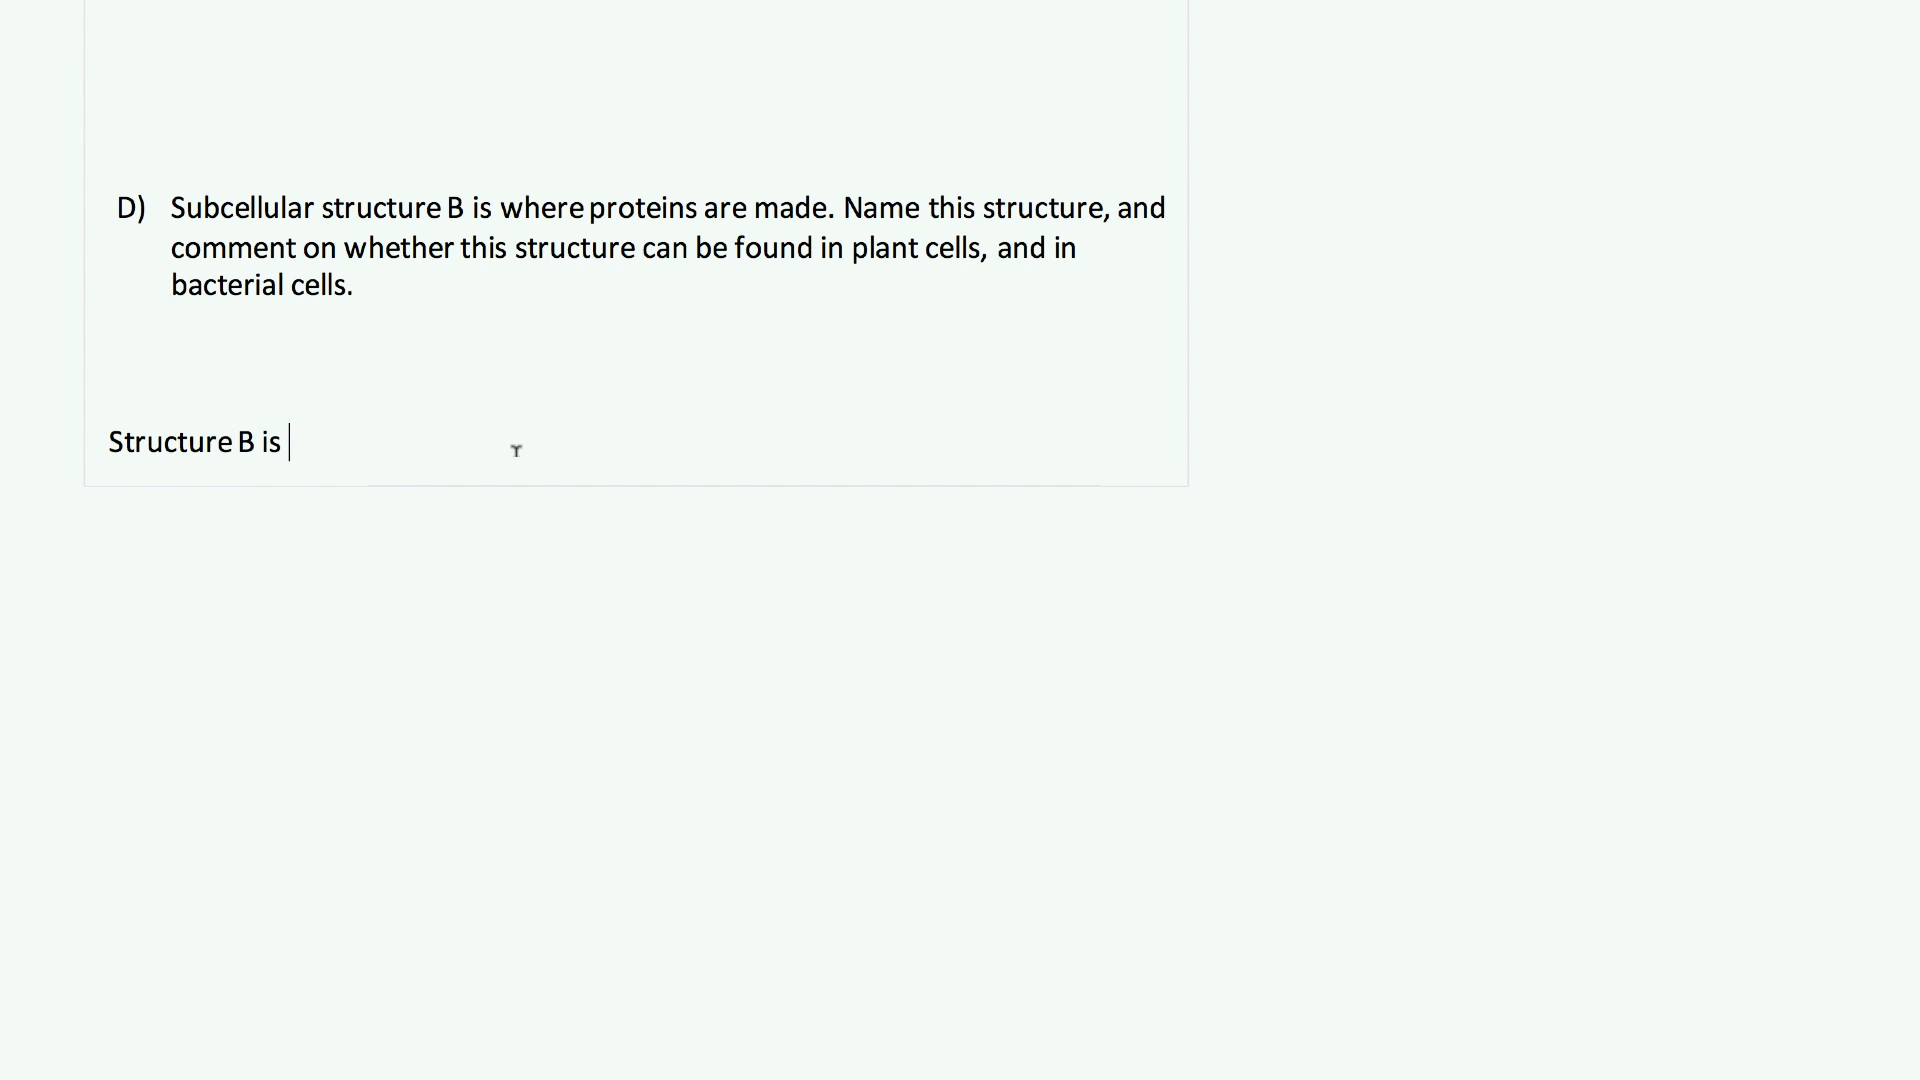 D) Subcellular structure B is where proteins are made. Name this structure, and
comment on whether this structure can be found in plant cells, and in
bacterial cells.
Structure B is